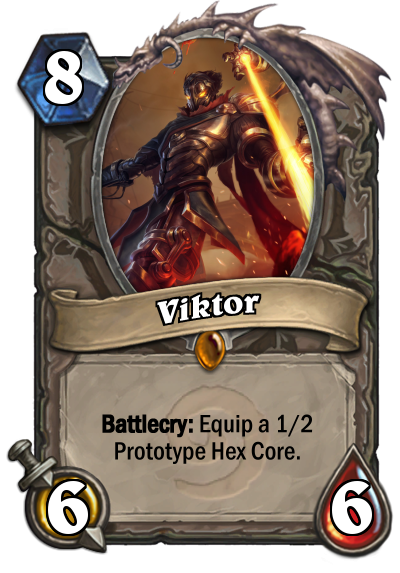 8
Viktor
Battlecry: Equip a 1/2
Prototype Hex Core.
6
6